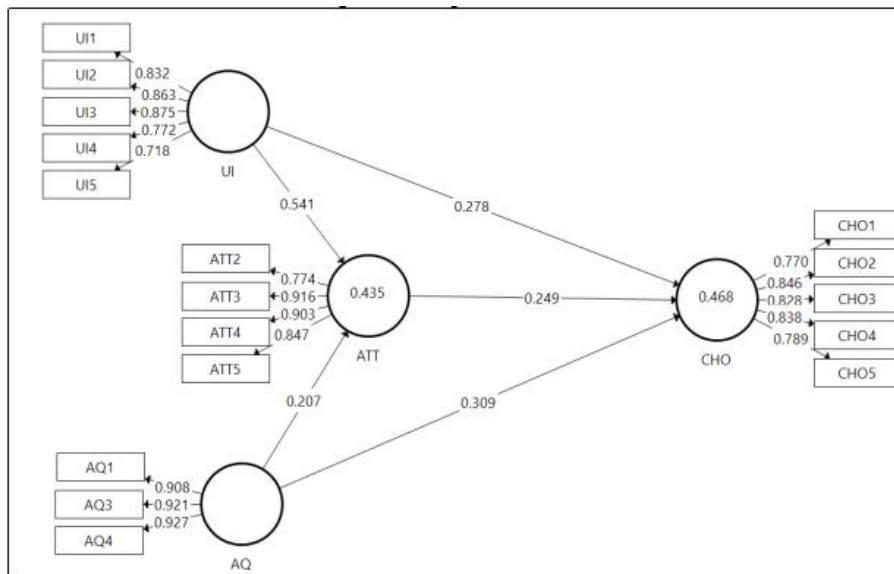 UI1
UI2
UI3
UI4
UI5
0.832
0.863
0.875
0.772
0.718
UI
0.541
0.278
ATT2
ATT3
ATT4
ATT5
0.774
0.916
0.903
0.847
0.435
ATT
0.249
CHO1
CHO2
CHO3
CHO4
CHO5
0.770
0.846
0.828
0.838
0.789
0.468
CHO
0.207
0.309
AQ1
AQ3
AQ4
0.908
0.921
0.927
AQ